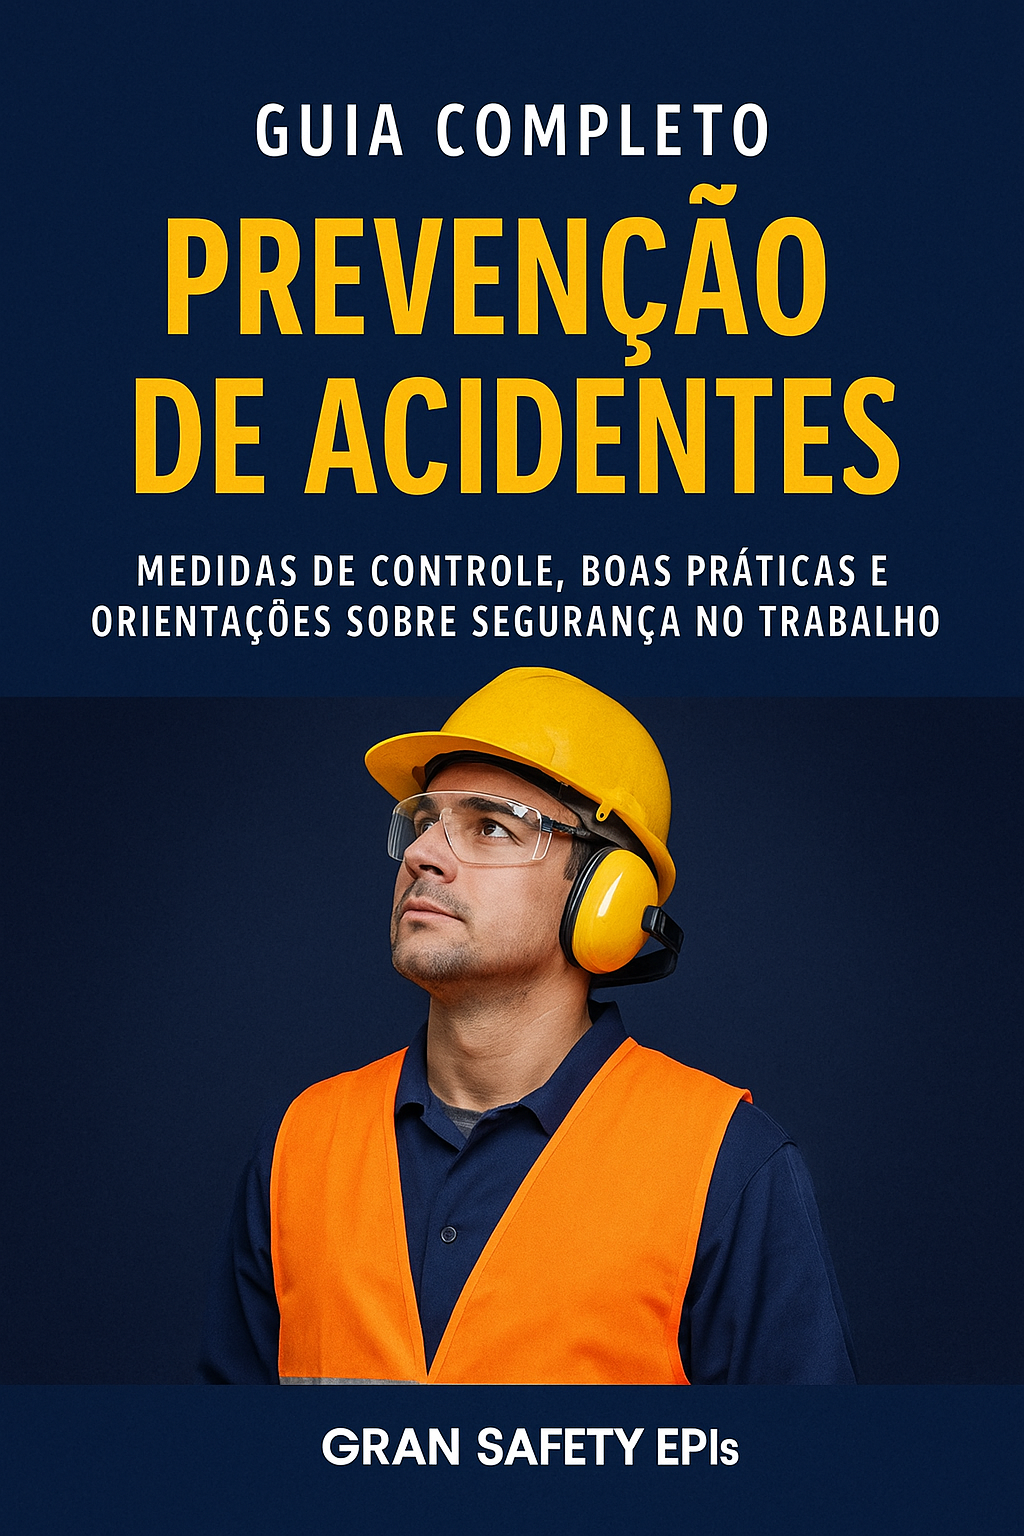 GUIA COMPLETO
PREVENÇÃO
DE ACIDENTES
MEDIDAS DE CONTROLE, BOAS PRÁTICAS E
ORIENTAÇÕES SOBRE SEGURANÇA NO TRABALHO
GRAN SAFETY EPIs